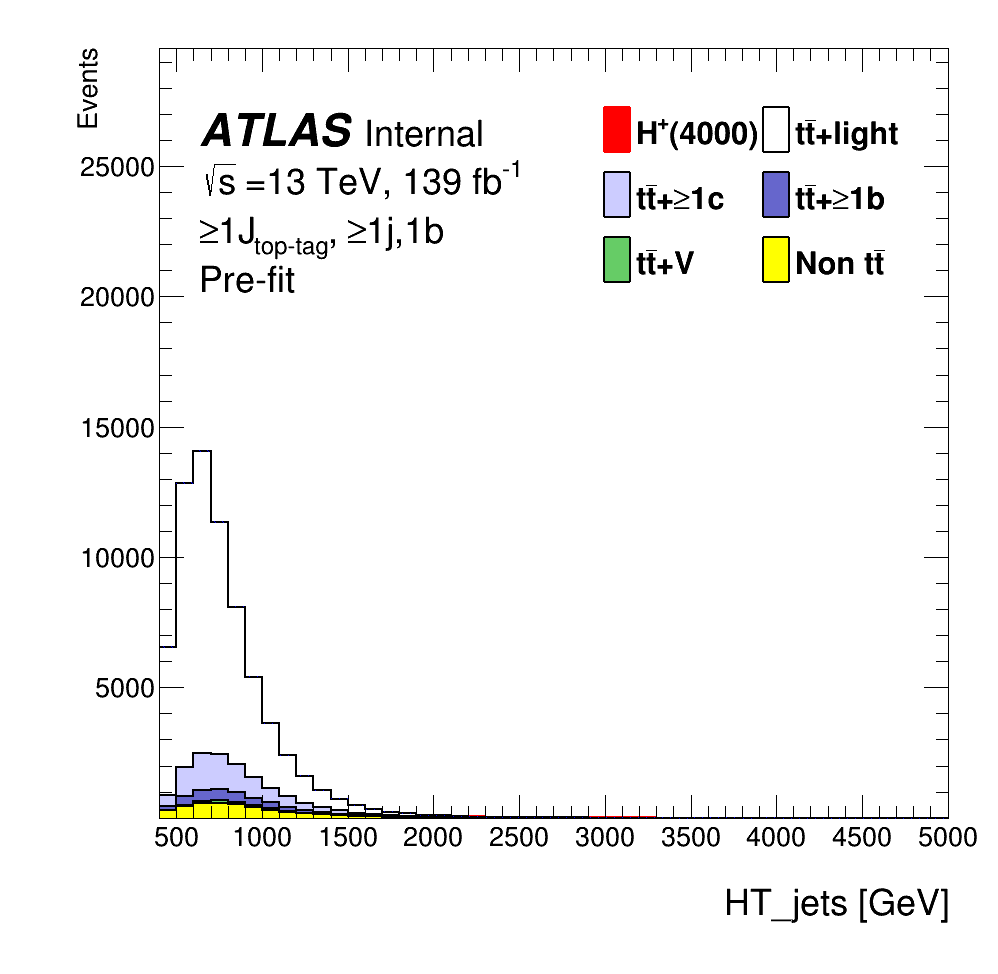 Events
ATLAS Internal
√s =13 TeV, 139 fb⁻¹
≥1J_top-tag, ≥1j,1b
Pre-fit
H⁺(4000) tt̄+light
tt̄+≥1c tt̄+≥1b
tt̄+V Non tt̄
25000
20000
15000
10000
5000
500 1000 1500 2000 2500 3000 3500 4000 4500 5000
HT_jets [GeV]